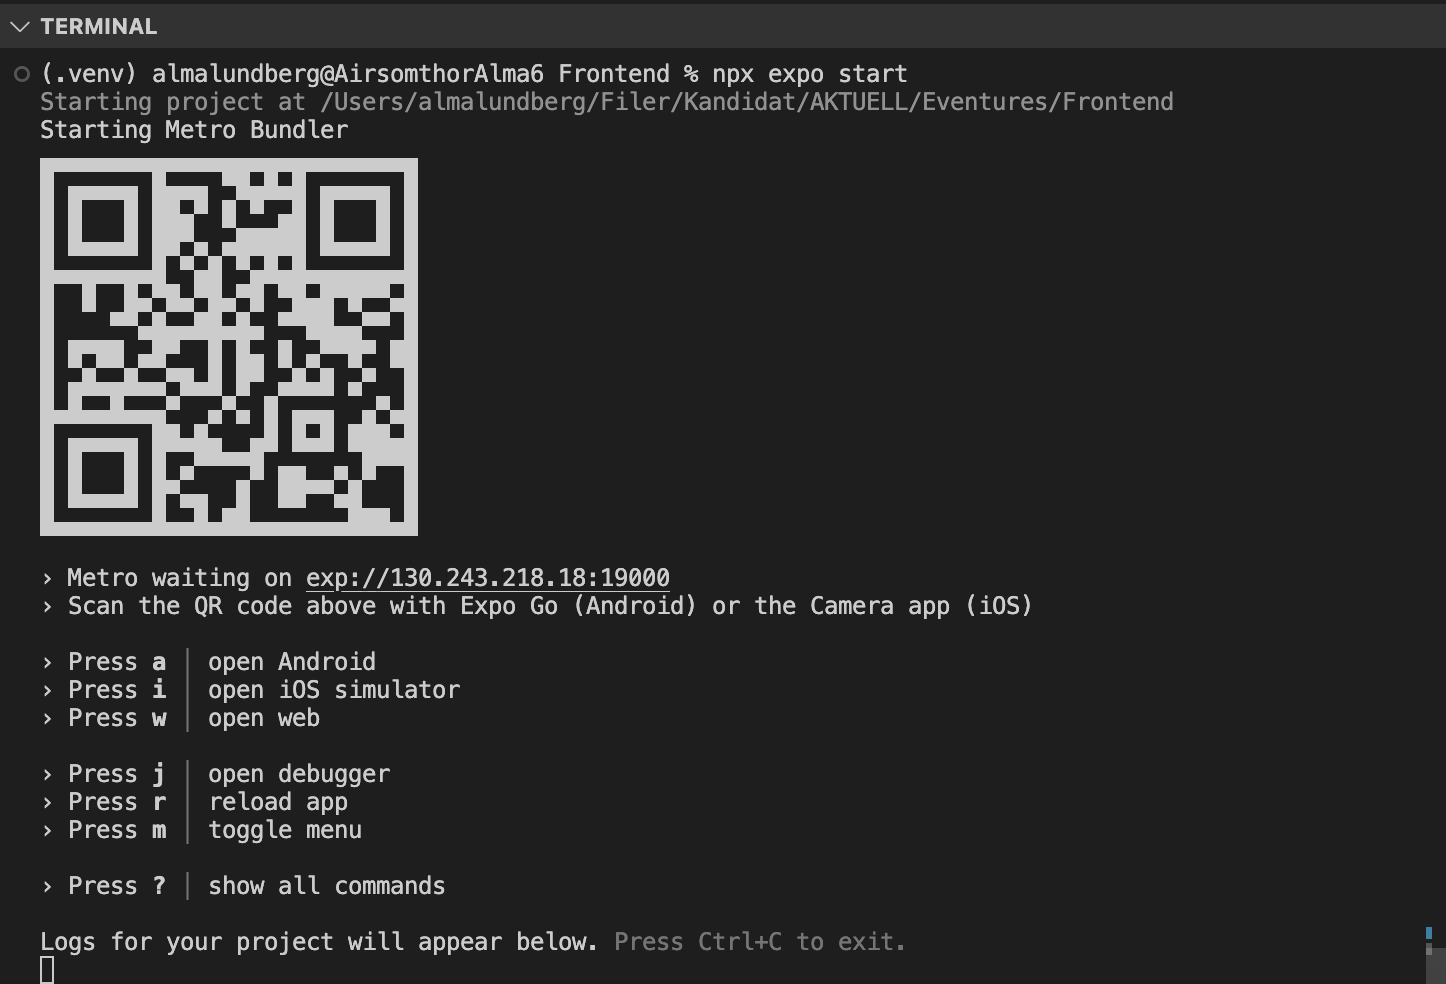 TERMINAL
(.venv) almalundberg@AirsomthorAlma6 Frontend % npx expo start
Starting project at /Users/almalundberg/Filer/Kandidat/AKTUELL/Eventures/Frontend
Starting Metro Bundler
› Metro waiting on exp://130.243.218.18:19000
› Scan the QR code above with Expo Go (Android) or the Camera app (iOS)
› Press a │ open Android
› Press i │ open iOS simulator
› Press w │ open web
› Press j │ open debugger
› Press r │ reload app
› Press m │ toggle menu
› Press ? │ show all commands
Logs for your project will appear below. Press Ctrl+C to exit.